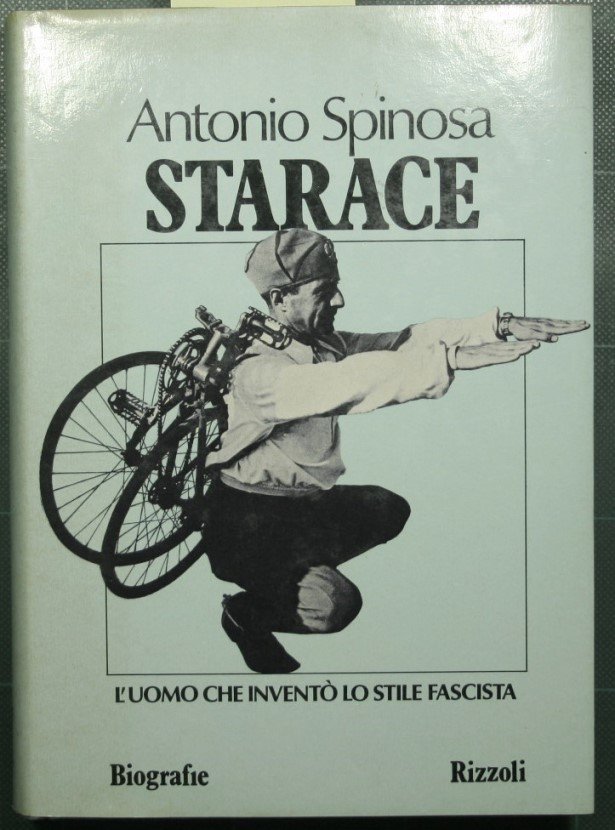 Antonio Spinosa
STARACE
L'UOMO CHE INVENTÒ LO STILE FASCISTA
Biografie Rizzoli